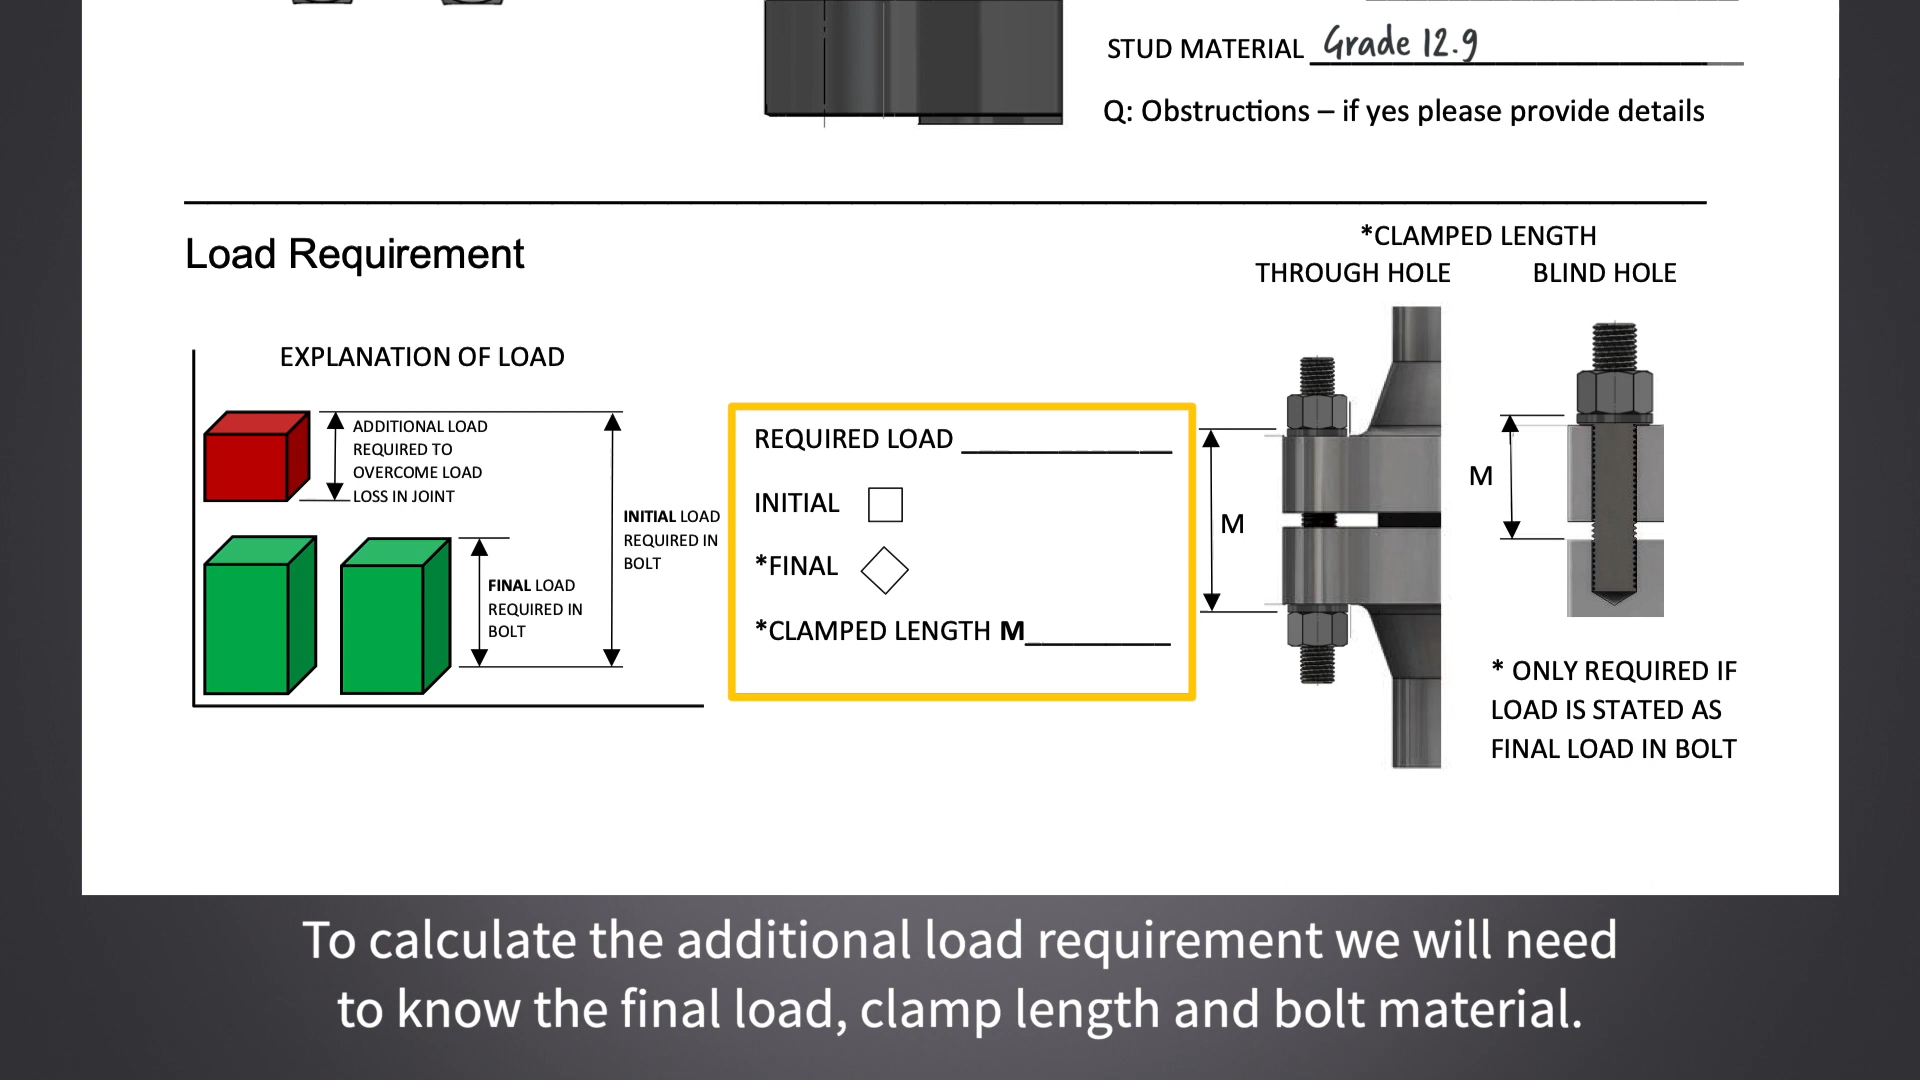 STUD MATERIAL Grade 12.9
Q: Obstructions – if yes please provide details
Load Requirement
*CLAMPED LENGTH
THROUGH HOLE
BLIND HOLE
EXPLANATION OF LOAD
ADDITIONAL LOAD
REQUIRED TO
OVERCOME LOAD
LOSS IN JOINT
INITIAL LOAD
REQUIRED IN
BOLT
FINAL LOAD
REQUIRED IN
BOLT
REQUIRED LOAD
INITIAL
*FINAL
*CLAMPED LENGTH M
M
M
* ONLY REQUIRED IF
LOAD IS STATED AS
FINAL LOAD IN BOLT
To calculate the additional load requirement we will need
to know the final load, clamp length and bolt material.